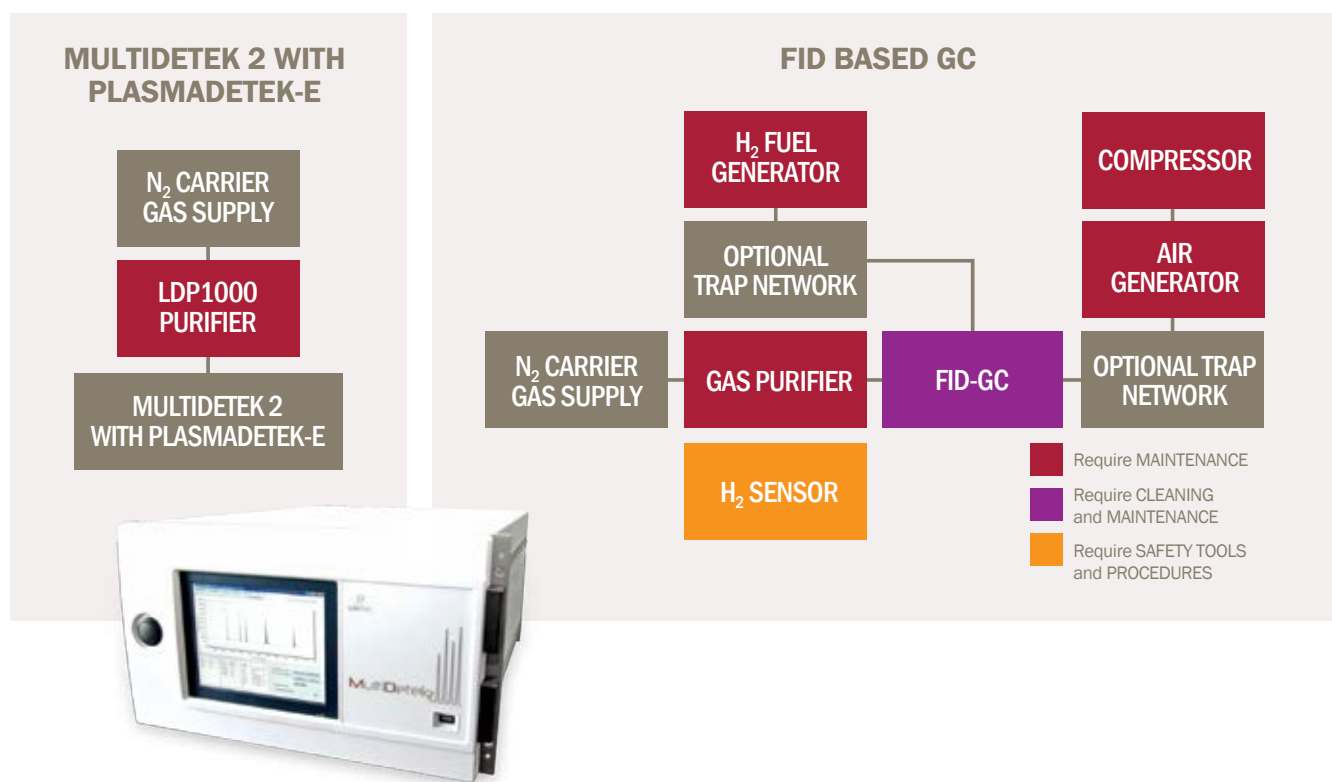 MULTIDETEK 2 WITH
PLASMADETEK-E
N₂ CARRIER
GAS SUPPLY
LDP1000
PURIFIER
MULTIDETEK 2
WITH PLASMADETEK-E
FID BASED GC
H₂ FUEL
GENERATOR
COMPRESSOR
OPTIONAL
TRAP NETWORK
AIR
GENERATOR
N₂ CARRIER
GAS SUPPLY
GAS PURIFIER
FID-GC
OPTIONAL TRAP
NETWORK
H₂ SENSOR
Require MAINTENANCE
Require CLEANING
and MAINTENANCE
Require SAFETY TOOLS
and PROCEDURES
MultiDetek2